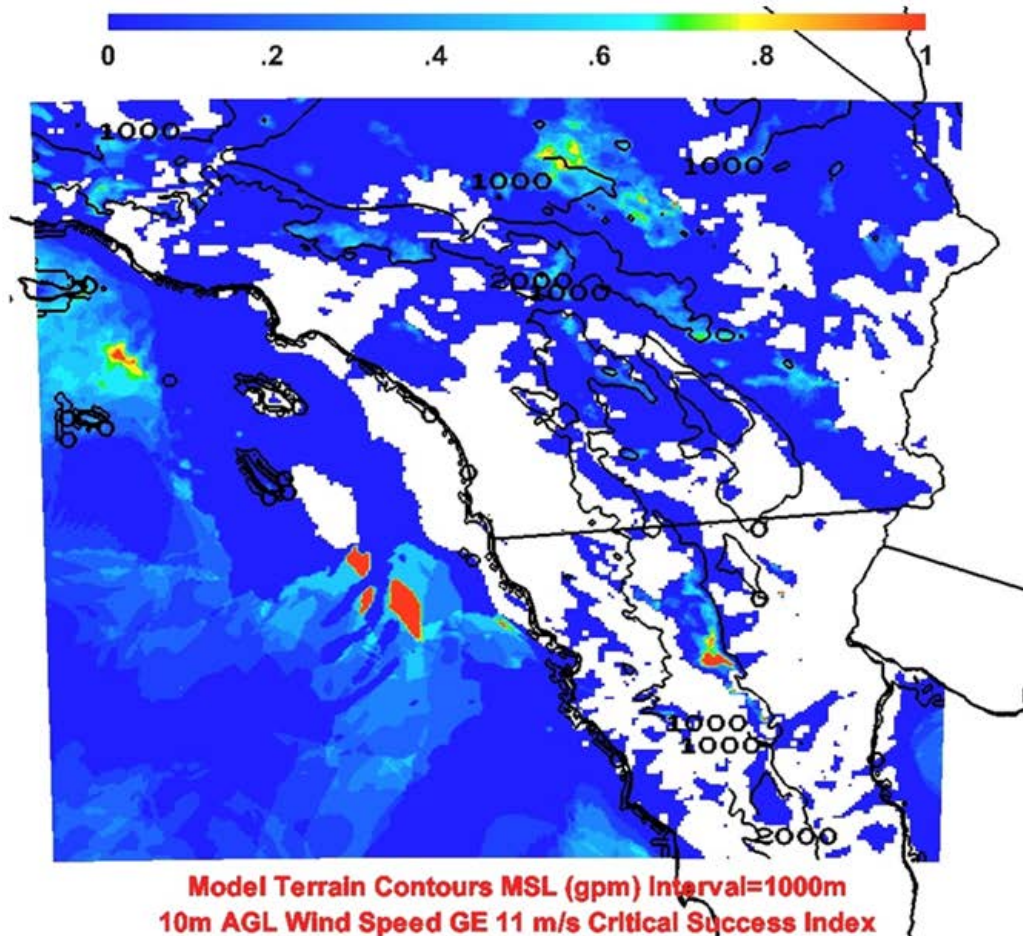 0 .2 .4 .6 .8 1
1000
1000
1000
2000
1000
1000
1000
2000
Model Terrain Contours MSL (gpm) Interval=1000m
10m AGL Wind Speed GE 11 m/s Critical Success Index